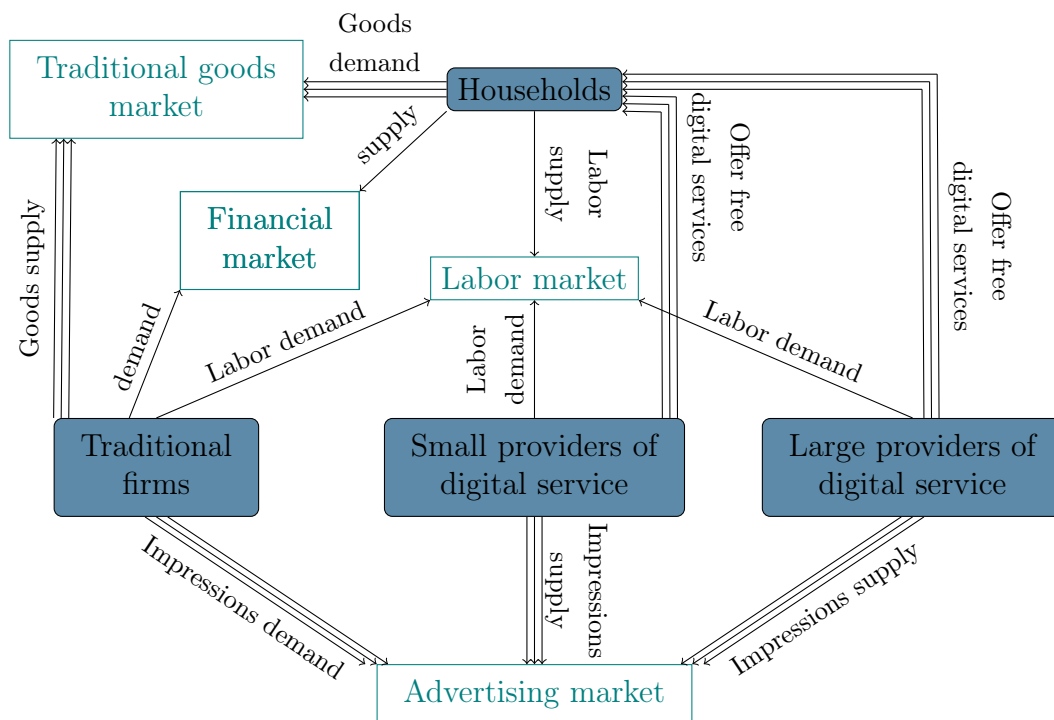 Goods
demand
Traditional goods
market
Households
supply
Labor
supply
Offer free
digital services
Offer free
digital services
Goods supply
Financial
market
Labor market
demand
Labor demand
Labor
demand
Labor demand
Traditional
firms
Small providers of
digital service
Large providers of
digital service
Impressions demand
Impressions
supply
Impressions supply
Advertising market